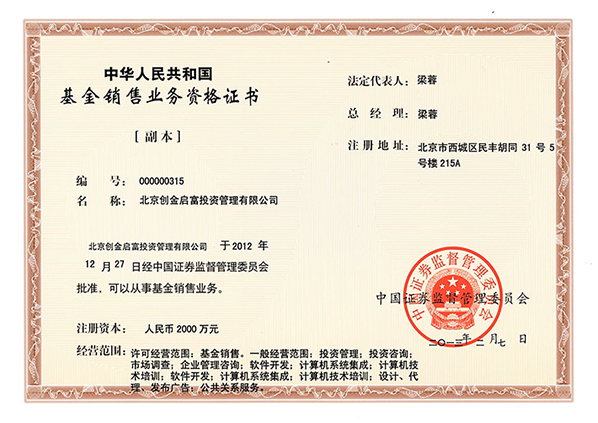 中华人民共和国
基金销售业务资格证书
[副本]
编 号: 000000315
名 称: 北京创金启富投资管理有限公司
北京创金启富投资管理有限公司 于2012 年
12 月 27 日经中国证券监督管理委员会
批准，可以从事基金销售业务。
注册资本: 人民币 2000 万元
经营范围: 许可经营范围：基金销售。一般经营范围：投资管理；投资咨询；
市场调查；企业管理咨询；软件开发；计算机系统集成；计算机技
术培训；软件开发；计算机系统集成；计算机技术培训；设计、代
理、发布广告；公共关系服务。
法定代表人: 梁蓉
总 经 理: 梁蓉
注 册 地 址: 北京市西城区民丰胡同 31 号 5
号楼 215A
中国证券监督管理委员会
中国证券监督管理委员会
二〇一三年 二 月 七 日